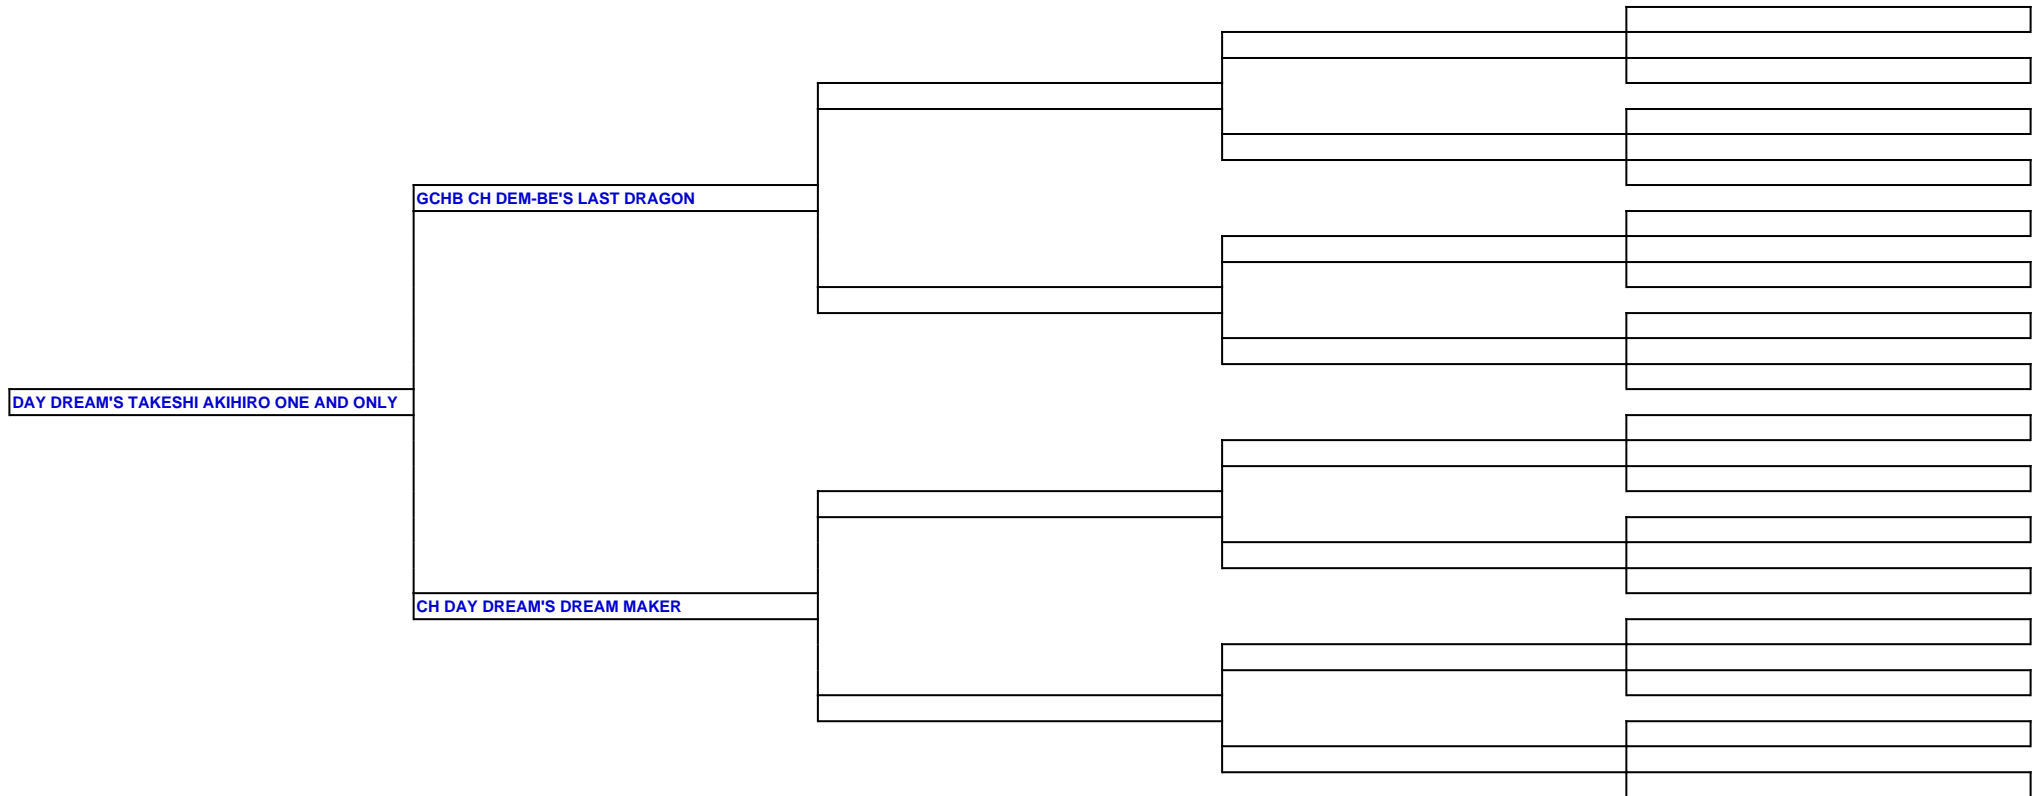 GCHB CH DEM-BE'S LAST DRAGON
DAY DREAM'S TAKESHI AKIHIRO ONE AND ONLY
CH DAY DREAM'S DREAM MAKER